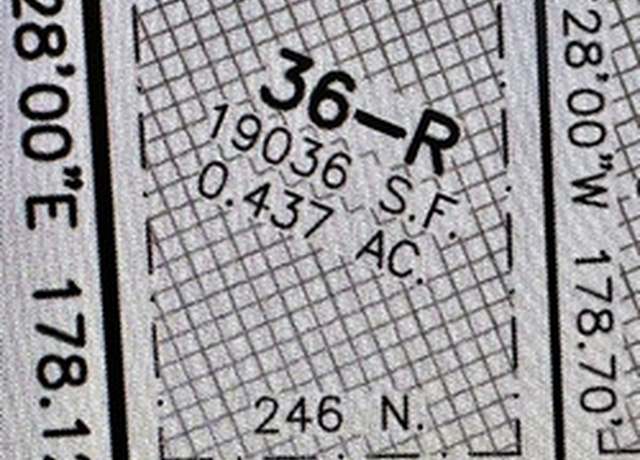 28'00"E 178.1
36-R
19036 S.F.
0.437 AC.
246 N.
28'00"W 178.70'